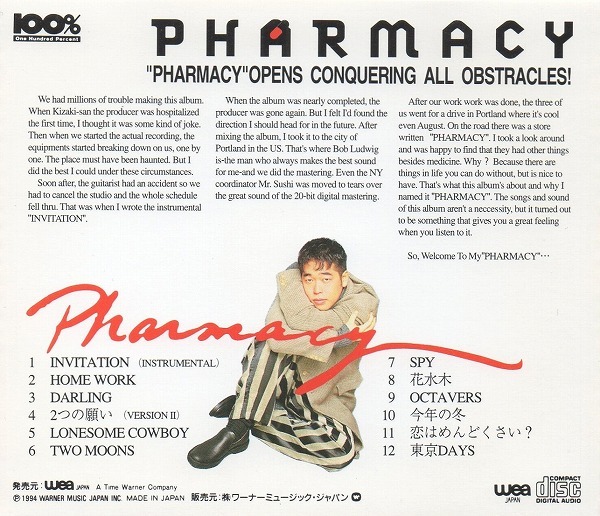 100%
One Hundred Percent
PHARMACY
"PHARMACY"OPENS CONQUERING ALL OBSTRACLES!
We had millions of trouble making this album.
When Kizaki-san the producer was hospitalized
the first time, I thought it was some kind of joke.
Then when we started the actual recording, the
equipments started breaking down on us, one by
one. The place must have been haunted. But I
did the best I could under these circumstances.
Soon after, the guitarist had an accident so we
had to cancel the studio and the whole schedule
fell thru. That was when I wrote the instrumental
"INVITATION".
When the album was nearly completed, the
producer was gone again. But I felt I'd found the
direction I should head for in the future. After
mixing the album, I took it to the city of
Portland in the US. That's where Bob Ludwig
is-the man who always makes the best sound
for me-and we did the mastering. Even the NY
coordinator Mr. Sushi was moved to tears over
the great sound of the 20-bit digital mastering.
After our work was done, the three of
us went for a drive in Portland where it's cool
even August. On the road there was a store
written "PHARMACY". I took a look around
and was happy to find that they had other things
besides medicine. Why ? Because there are
things in life you can do without, but is nice to
have. That's what this album's about and why I
named it "PHARMACY". The songs and sound
of this album aren't a neccessity, but it turned out
to be something that gives you a great feeling
when you listen to it.
So, Welcome To My"PHARMACY"…
Pharmacy
1 INVITATION (INSTRUMENTAL)
2 HOME WORK
3 DARLING
4 2つの願い (VERSION II)
5 LONESOME COWBOY
6 TWO MOONS
7 SPY
8 花水木
9 OCTAVERS
10 今年の冬
11 恋はめんどくさい？
12 東京DAYS
発売元: wea JAPAN A Time Warner Company
Ⓟ1994 WARNER MUSIC JAPAN INC. MADE IN JAPAN 販売元:㈱ワーナーミュージック・ジャパン
wea JAPAN
COMPACT disc DIGITAL AUDIO